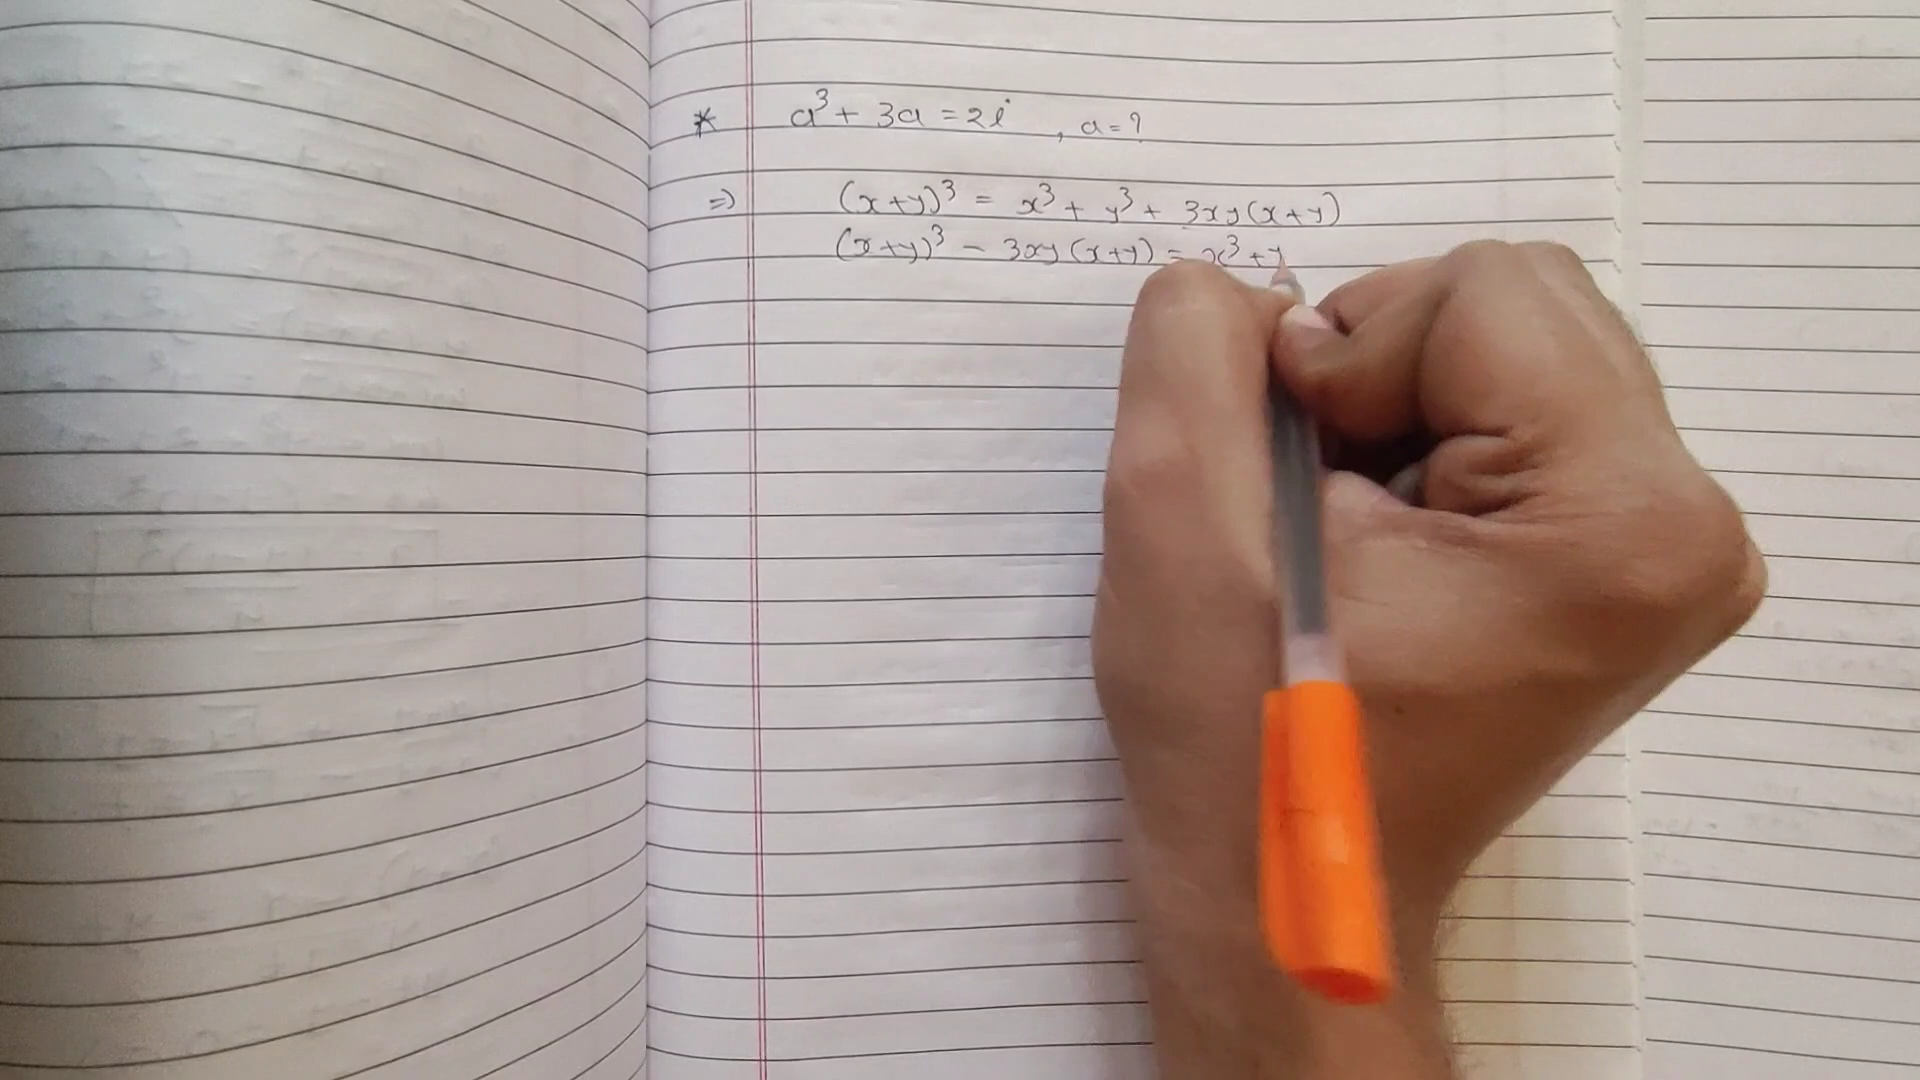 * a³ + 3a = 2i , a = ?
=> (x+y)³ = x³ + y³ + 3xy(x+y)
(x+y)³ - 3xy(x+y) = x³ + y